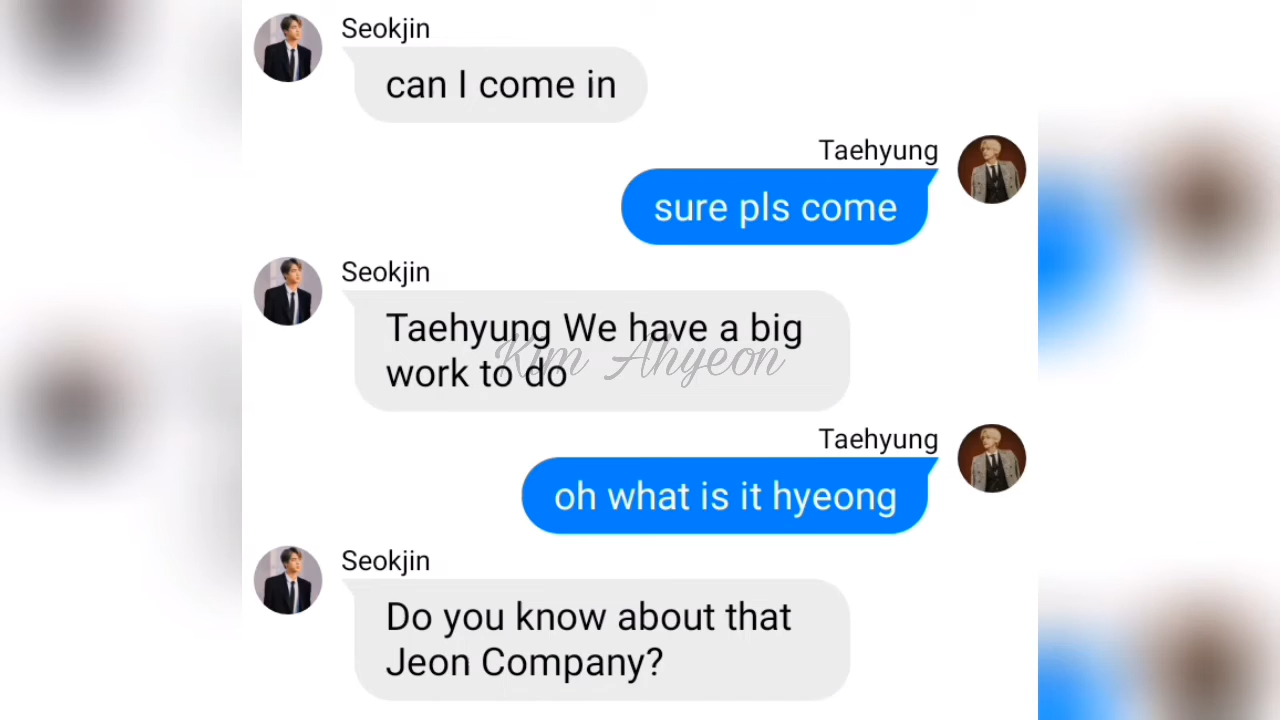 Seokjin
can I come in
Taehyung
sure pls come
Seokjin
Taehyung We have a big
work to do
Kim Ahyeon
Taehyung
oh what is it hyeong
Seokjin
Do you know about that
Jeon Company?